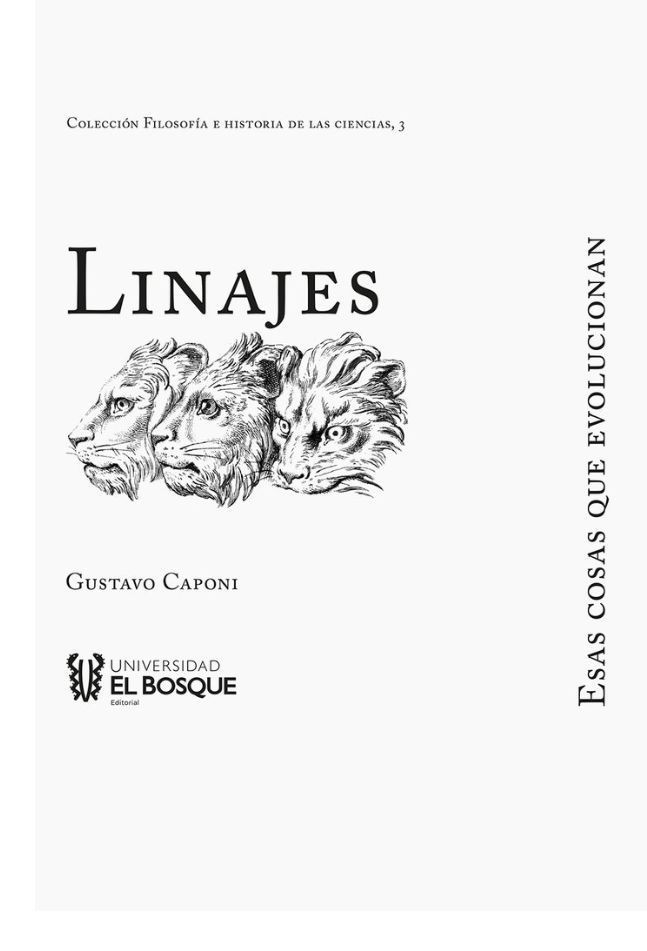 Colección Filosofía e historia de las ciencias, 3
Linajes
Gustavo Caponi
UNIVERSIDAD
EL BOSQUE
Editorial
Esas cosas que evolucionan